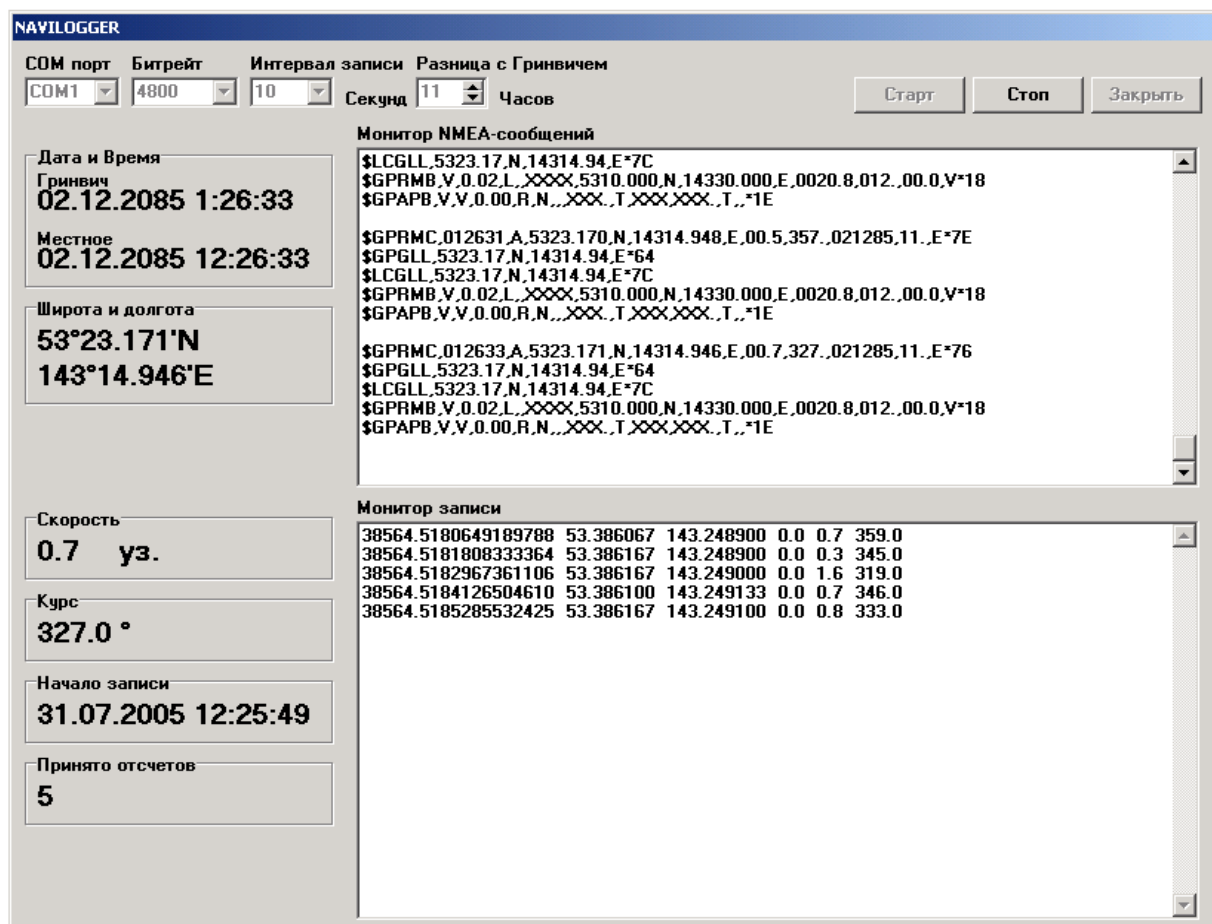 NAVILOGGER
COM порт Битрейт Интервал записи Разница с Гринвичем
COM1 4800 10 Секунд 11 Часов Старт Стоп Закрыть
Монитор NMEA-сообщений
Дата и Время
Гринвич
02.12.2085 1:26:33
Местное
02.12.2085 12:26:33
Широта и долгота
53°23.171'N
143°14.946'E
$LCGLL,5323.17,N,14314.94,E*7C
$GPRMB,V,0.02,L,,XXXX,5310.000,N,14330.000,E,0020.8,012.,00.0,V*18
$GPAPB,V,V,0.00,R,N,,,XXX.,T,XXX,XXX.,T,,*1E
$GPRMC,012631,A,5323.170,N,14314.948,E,00.5,357.,021285,11.,E*7E
$GPGLL,5323.17,N,14314.94,E*64
$LCGLL,5323.17,N,14314.94,E*7C
$GPRMB,V,0.02,L,,XXXX,5310.000,N,14330.000,E,0020.8,012.,00.0,V*18
$GPAPB,V,V,0.00,R,N,,,XXX.,T,XXX,XXX.,T,,*1E
$GPRMC,012633,A,5323.171,N,14314.946,E,00.7,327.,021285,11.,E*76
$GPGLL,5323.17,N,14314.94,E*64
$LCGLL,5323.17,N,14314.94,E*7C
$GPRMB,V,0.02,L,,XXXX,5310.000,N,14330.000,E,0020.8,012.,00.0,V*18
$GPAPB,V,V,0.00,R,N,,,XXX.,T,XXX,XXX.,T,,*1E
Скорость
0.7 уз.
Курс
327.0 °
Начало записи
31.07.2005 12:25:49
Принято отсчетов
5
Монитор записи
38564.5180649189788 53.386067 143.248900 0.0 0.7 359.0
38564.5181808333364 53.386167 143.248900 0.0 0.3 345.0
38564.5182967361106 53.386167 143.249000 0.0 1.6 319.0
38564.5184126504610 53.386100 143.249133 0.0 0.7 346.0
38564.5185285532425 53.386167 143.249100 0.0 0.8 333.0